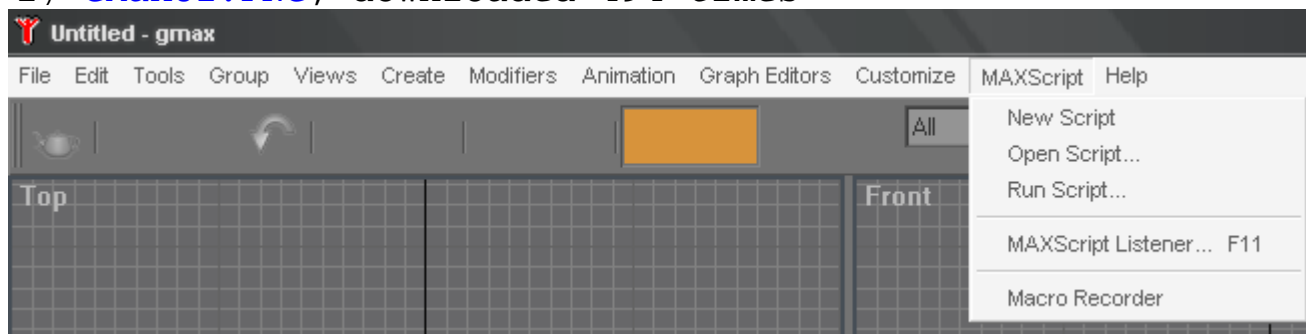 Untitled - gmax
File Edit Tools Group Views Create Modifiers Animation Graph Editors Customize MAXScript Help
All
New Script
Open Script...
Run Script...
MAXScript Listener... F11
Macro Recorder
Top
Front